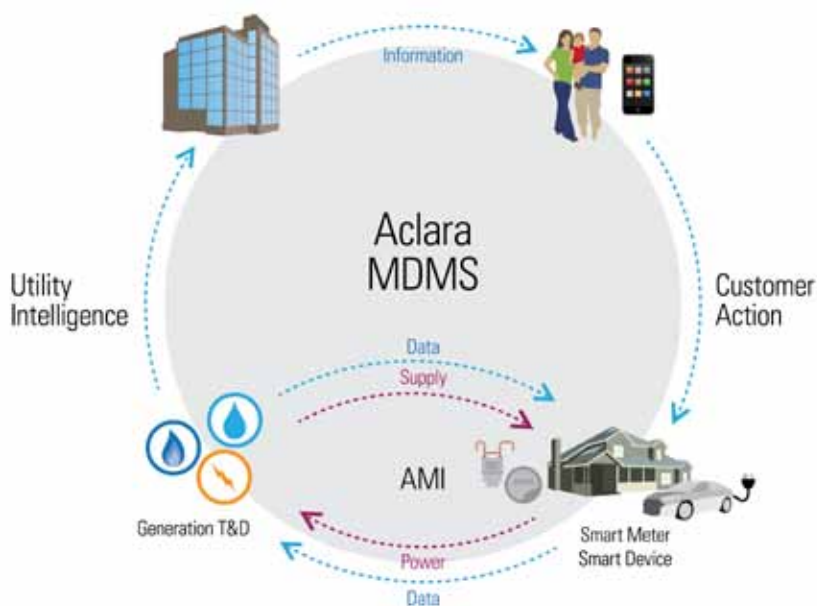 Information
Aclara
MDMS
Utility
Intelligence
Customer
Action
Data
Supply
AMI
Generation T&D
Smart Meter
Smart Device
Power
Data